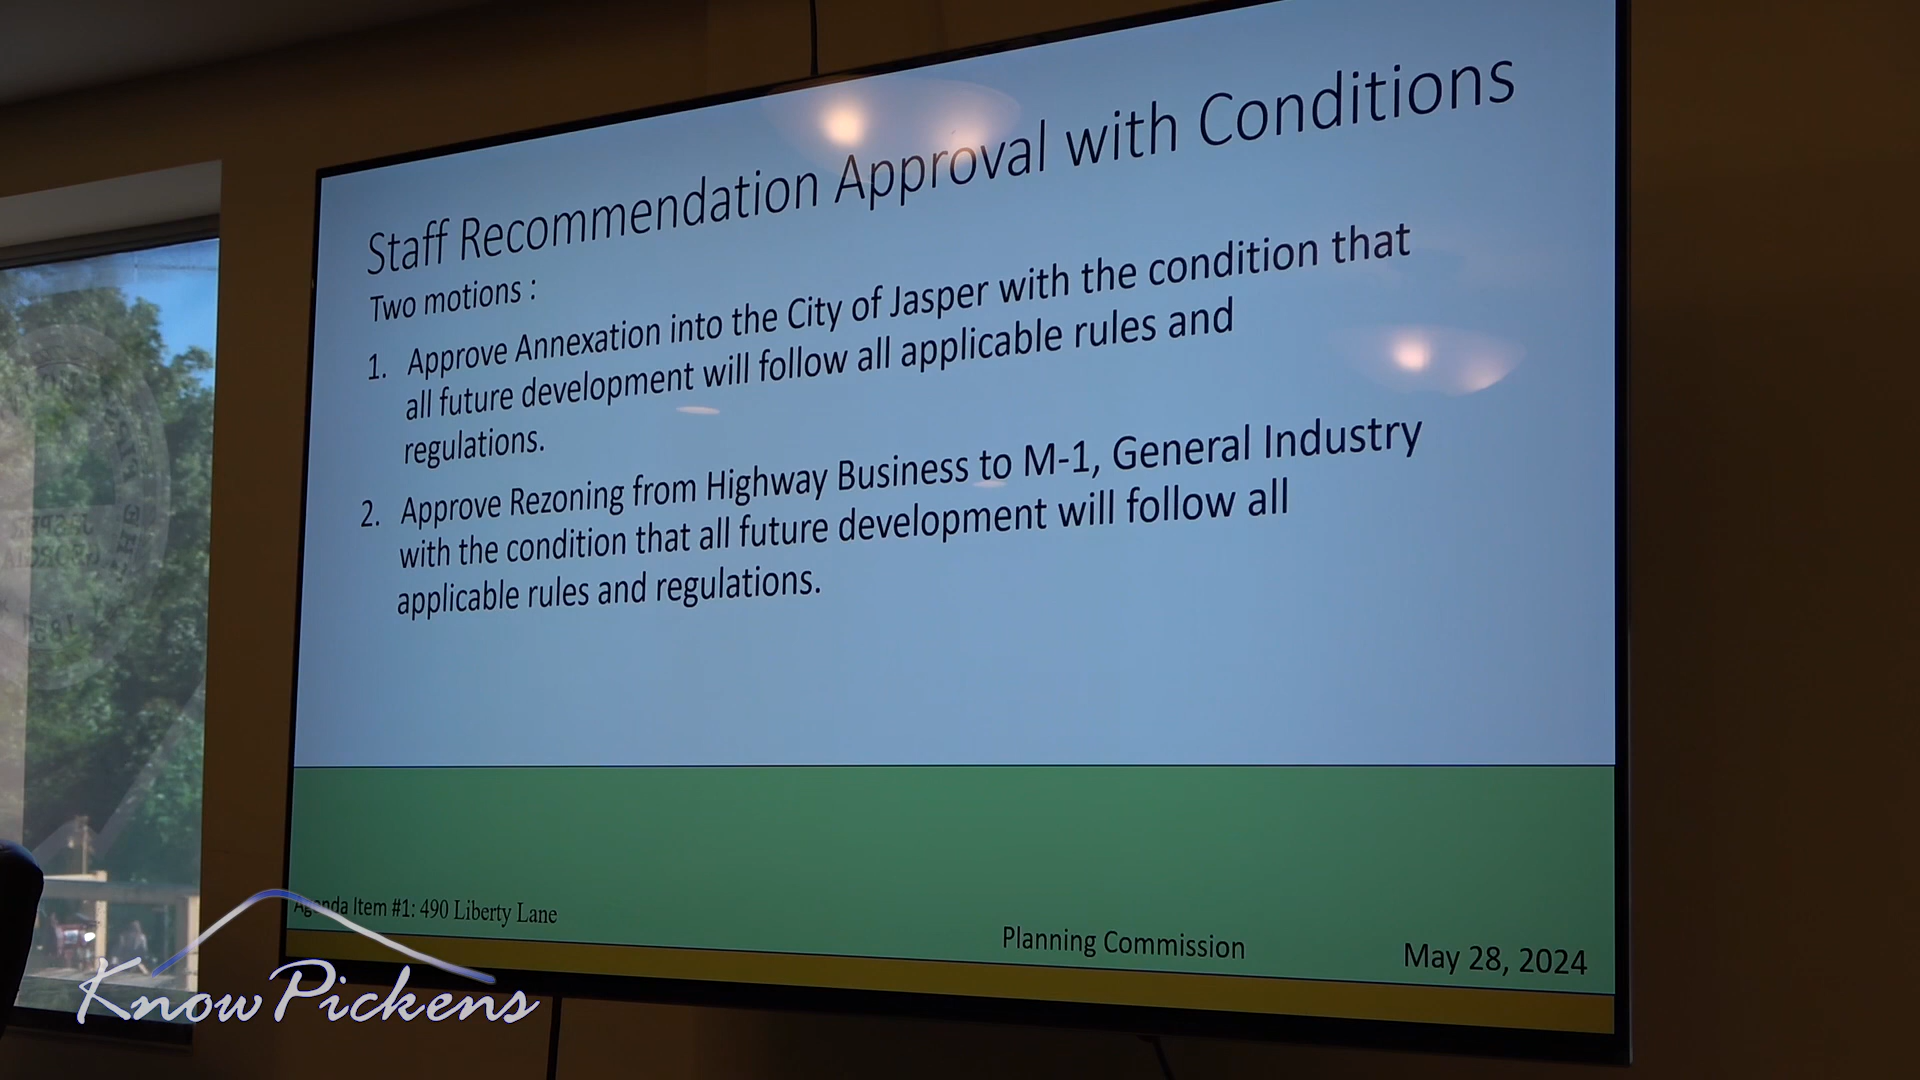 Staff Recommendation Approval with Conditions
Two motions :
1. Approve Annexation into the City of Jasper with the condition that
all future development will follow all applicable rules and
regulations.
2. Approve Rezoning from Highway Business to M-1, General Industry
with the condition that all future development will follow all
applicable rules and regulations.
Agenda Item #1: 490 Liberty Lane
Planning Commission
May 28, 2024
KnowPickens
JASPER
GEORGIA